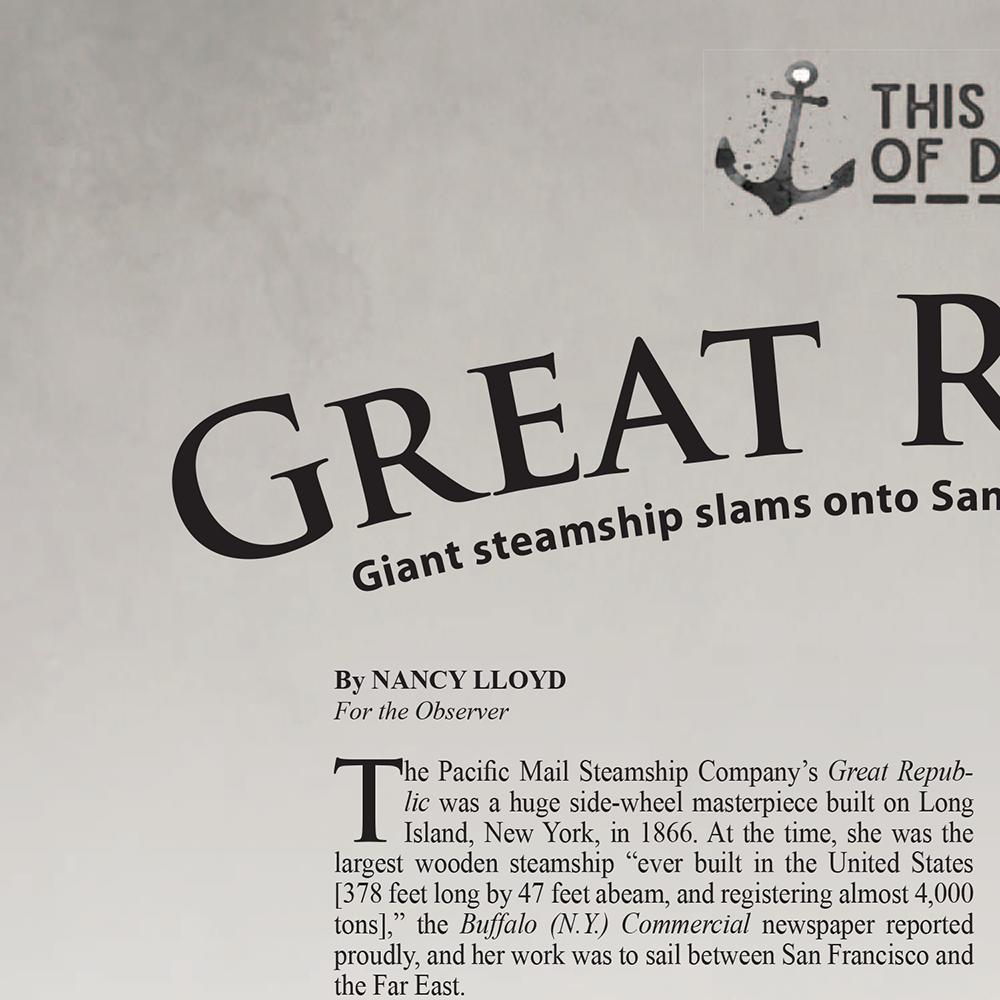 THIS
OF D
GREAT R
Giant steamship slams onto San
By NANCY LLOYD
For the Observer
The Pacific Mail Steamship Company’s Great Repub-
lic was a huge side-wheel masterpiece built on Long
Island, New York, in 1866. At the time, she was the
largest wooden steamship “ever built in the United States
[378 feet long by 47 feet abeam, and registering almost 4,000
tons],” the Buffalo (N.Y.) Commercial newspaper reported
proudly, and her work was to sail between San Francisco and
the Far East.